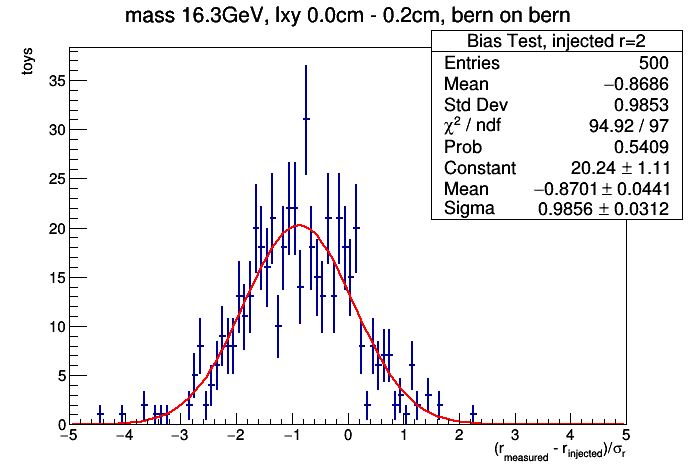 mass 16.3GeV, lxy 0.0cm - 0.2cm, bern on bern
Bias Test, injected r=2
Entries 500
Mean −0.8686
Std Dev 0.9853
χ² / ndf 94.92 / 97
Prob 0.5409
Constant 20.24 ± 1.11
Mean −0.8701 ± 0.0441
Sigma 0.9856 ± 0.0312
toys
35
30
25
20
15
10
5
0
−5 −4 −3 −2 −1 0 1 2 3 4 5
(r_measured - r_injected)/σ_r